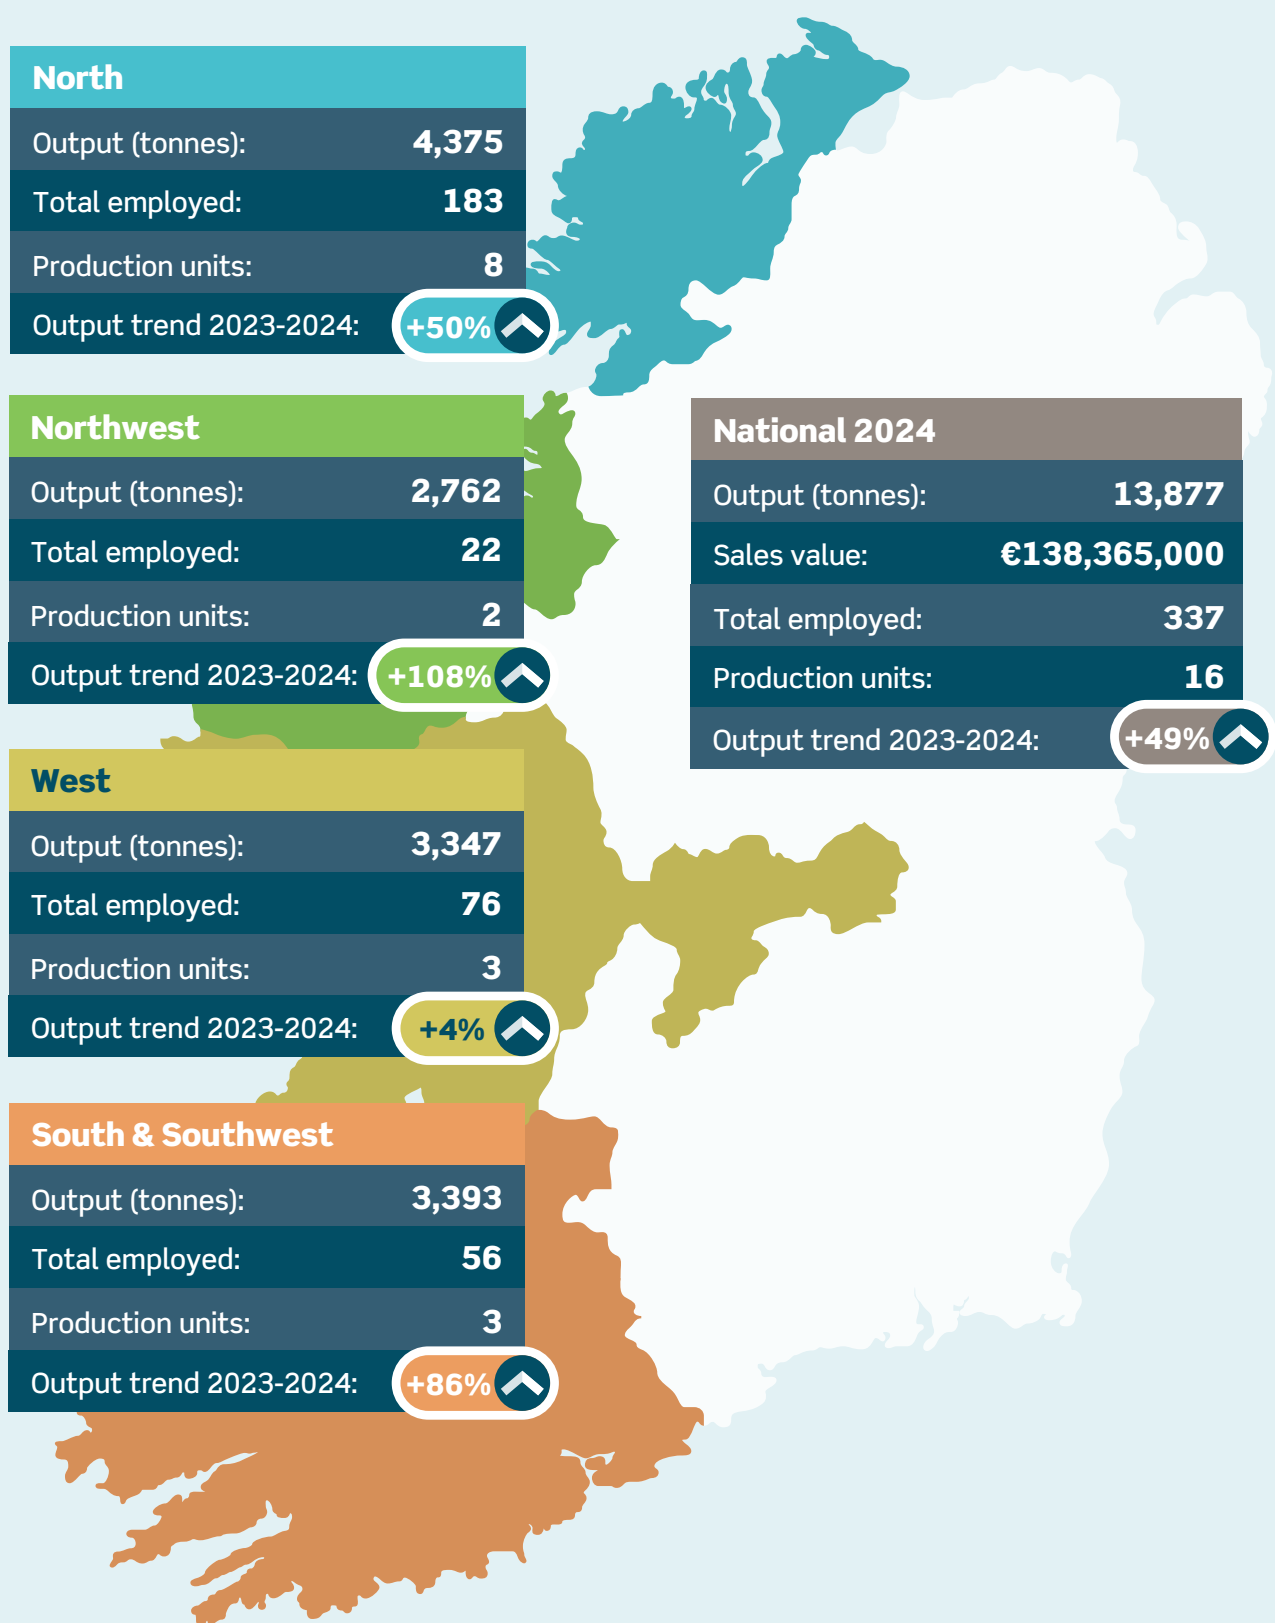 North
Output (tonnes): 4,375
Total employed: 183
Production units: 8
Output trend 2023-2024: +50%
Northwest
Output (tonnes): 2,762
Total employed: 22
Production units: 2
Output trend 2023-2024: +108%
National 2024
Output (tonnes): 13,877
Sales value: €138,365,000
Total employed: 337
Production units: 16
Output trend 2023-2024: +49%
West
Output (tonnes): 3,347
Total employed: 76
Production units: 3
Output trend 2023-2024: +4%
South & Southwest
Output (tonnes): 3,393
Total employed: 56
Production units: 3
Output trend 2023-2024: +86%